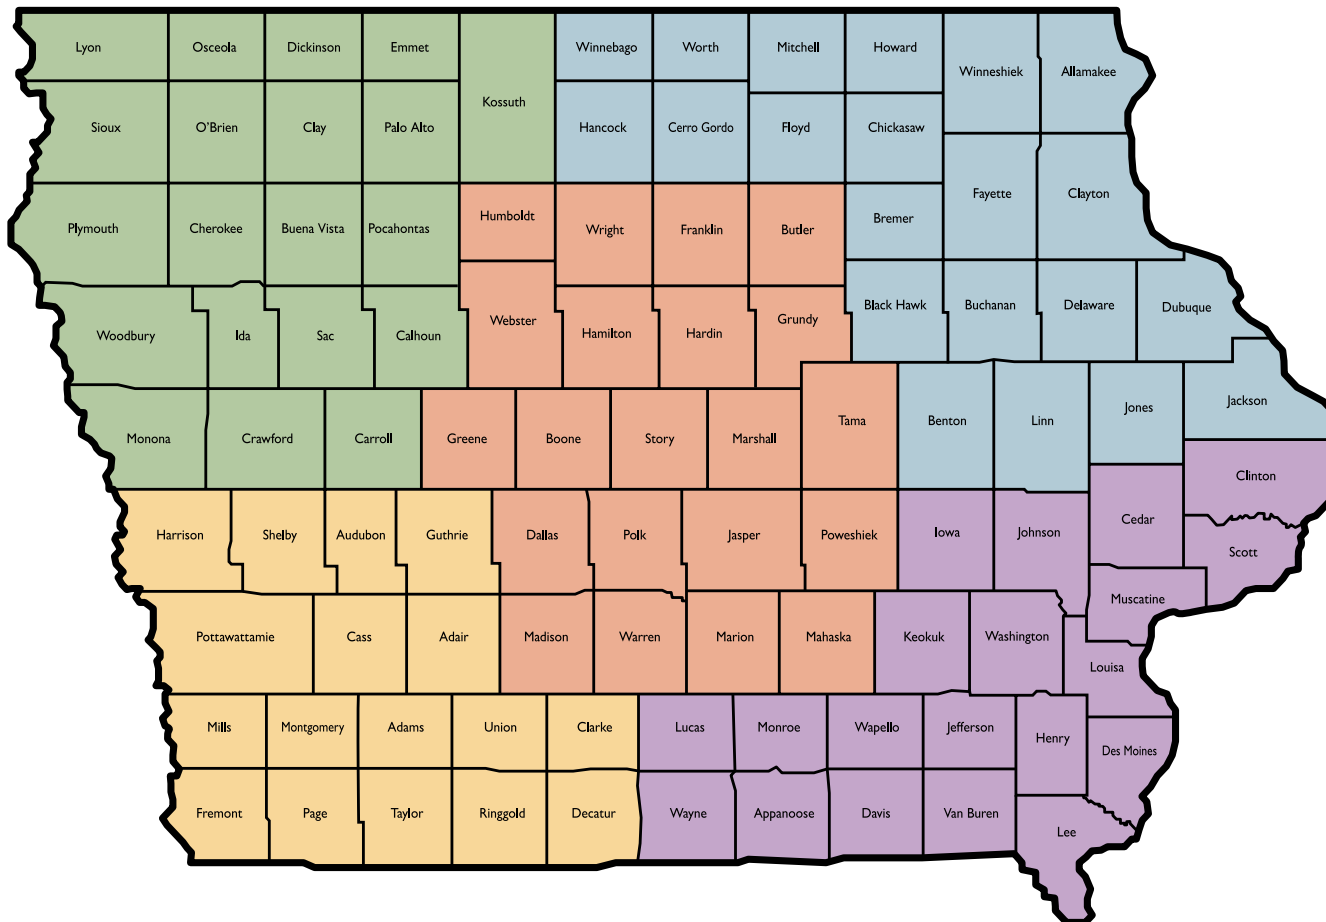 Lyon
Osceola
Dickinson
Emmet
Kossuth
Winnebago
Worth
Mitchell
Howard
Winneshiek
Allamakee
Sioux
O'Brien
Clay
Palo Alto
Hancock
Cerro Gordo
Floyd
Chickasaw
Fayette
Clayton
Plymouth
Cherokee
Buena Vista
Pocahontas
Humboldt
Wright
Franklin
Butler
Bremer
Woodbury
Ida
Sac
Calhoun
Webster
Hamilton
Hardin
Grundy
Black Hawk
Buchanan
Delaware
Dubuque
Monona
Crawford
Carroll
Greene
Boone
Story
Marshall
Tama
Benton
Linn
Jones
Jackson
Clinton
Harrison
Shelby
Audubon
Guthrie
Dallas
Polk
Jasper
Poweshiek
Iowa
Johnson
Cedar
Scott
Muscatine
Pottawattamie
Cass
Adair
Madison
Warren
Marion
Mahaska
Keokuk
Washington
Louisa
Mills
Montgomery
Adams
Union
Clarke
Lucas
Monroe
Wapello
Jefferson
Henry
Des Moines
Fremont
Page
Taylor
Ringgold
Decatur
Wayne
Appanoose
Davis
Van Buren
Lee